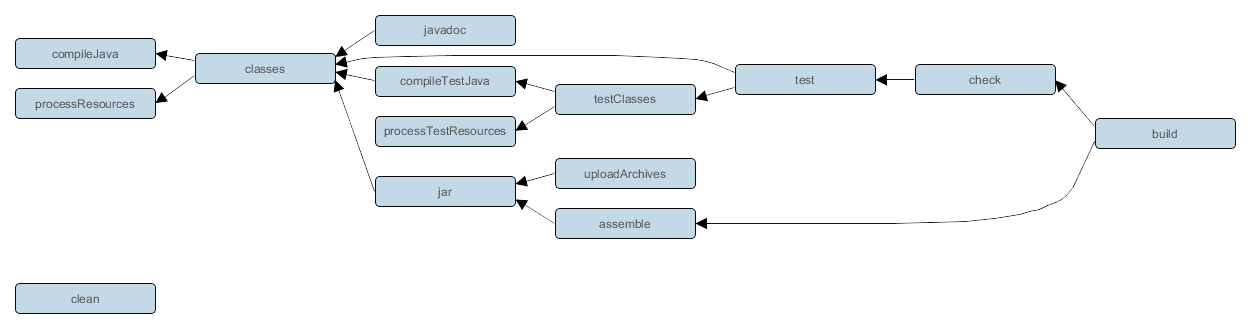 javadoc
compileJava
classes
compileTestJava
test
check
processResources
testClasses
processTestResources
build
uploadArchives
jar
assemble
clean